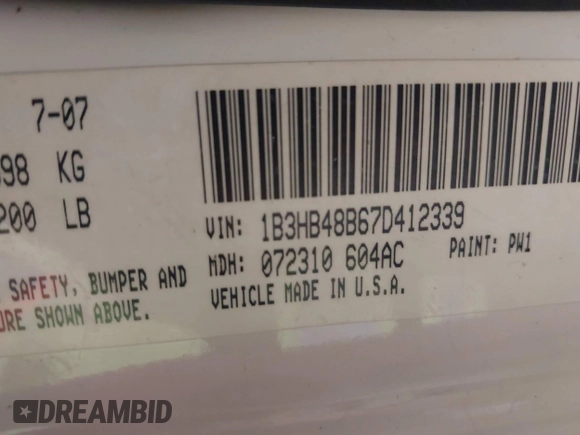 7-07
98 KG
200 LB
VIN: 1B3HB48B67D412339
MDH: 072310 604AC
PAINT: PW1
VEHICLE MADE IN U.S.A.
SAFETY, BUMPER AND
URE SHOWN ABOVE.
DREAMBID